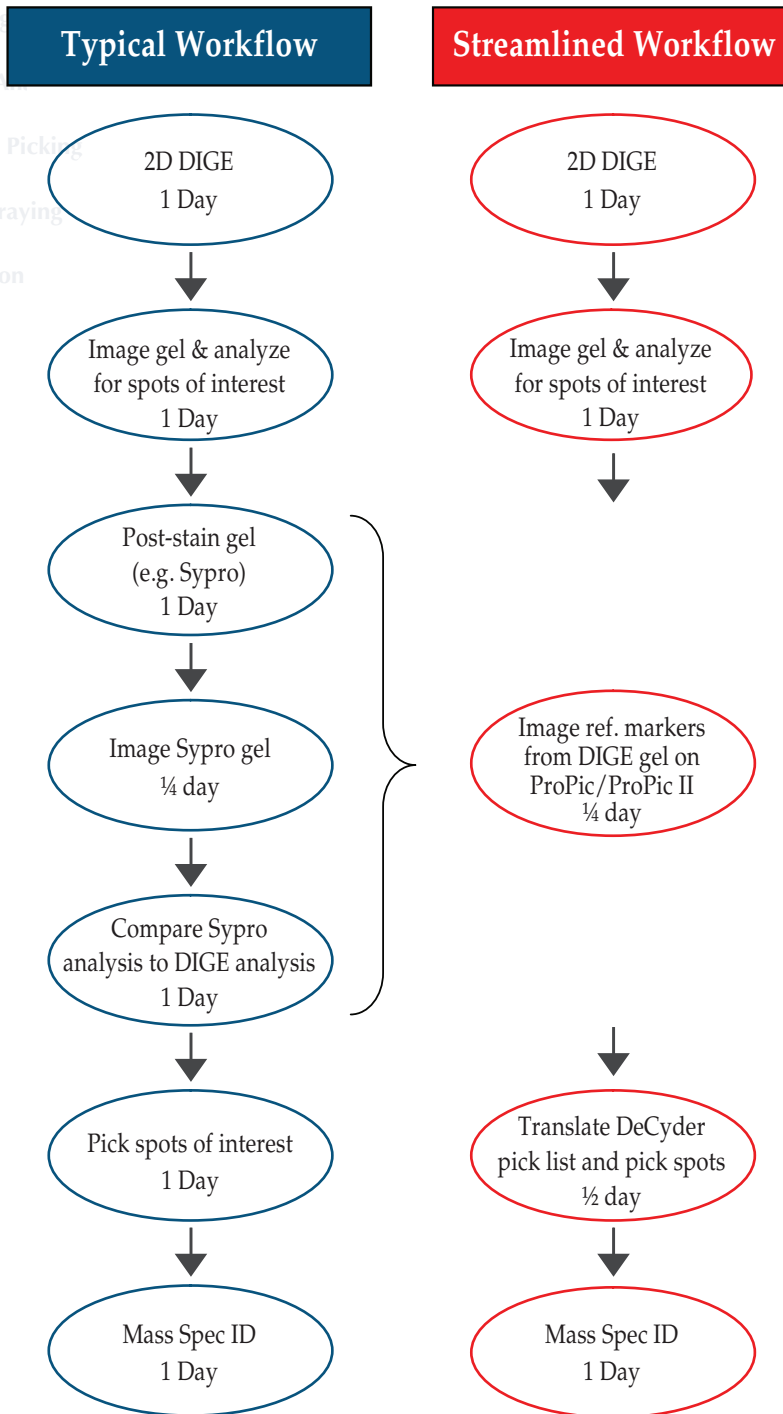 Typical Workflow
2D DIGE
1 Day
Image gel & analyze
for spots of interest
1 Day
Post-stain gel
(e.g. Sypro)
1 Day
Image Sypro gel
¼ day
Compare Sypro
analysis to DIGE analysis
1 Day
Pick spots of interest
1 Day
Mass Spec ID
1 Day
Streamlined Workflow
2D DIGE
1 Day
Image gel & analyze
for spots of interest
1 Day
Image ref. markers
from DIGE gel on
ProPic/ProPic II
¼ day
Translate DeCyder
pick list and pick spots
½ day
Mass Spec ID
1 Day
Picking